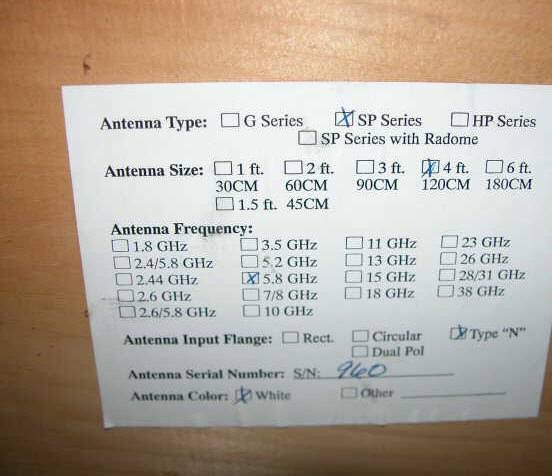 Antenna Type: G Series SP Series HP Series
SP Series with Radome
Antenna Size: 1 ft. 2 ft. 3 ft. 4 ft. 6 ft.
30CM 60CM 90CM 120CM 180CM
1.5 ft. 45CM
Antenna Frequency:
1.8 GHz 3.5 GHz 11 GHz 23 GHz
2.4/5.8 GHz 5.2 GHz 13 GHz 26 GHz
2.44 GHz 5.8 GHz 15 GHz 28/31 GHz
2.6 GHz 7/8 GHz 18 GHz 38 GHz
2.6/5.8 GHz 10 GHz
Antenna Input Flange: Rect. Circular Type "N"
Dual Pol
Antenna Serial Number: S/N: 960
Antenna Color: White Other